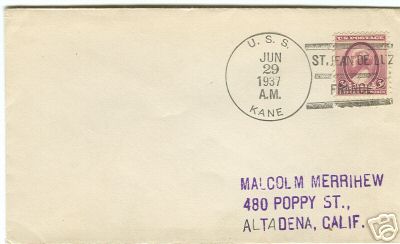 U. S. S.
JUN
29
1937
A.M.
KANE
ST. JEAN DE LUZ
FRANCE
U.S. POSTAGE
MALCOLM MERRIHEW
480 POPPY ST.,
ALTADENA, CALIF.